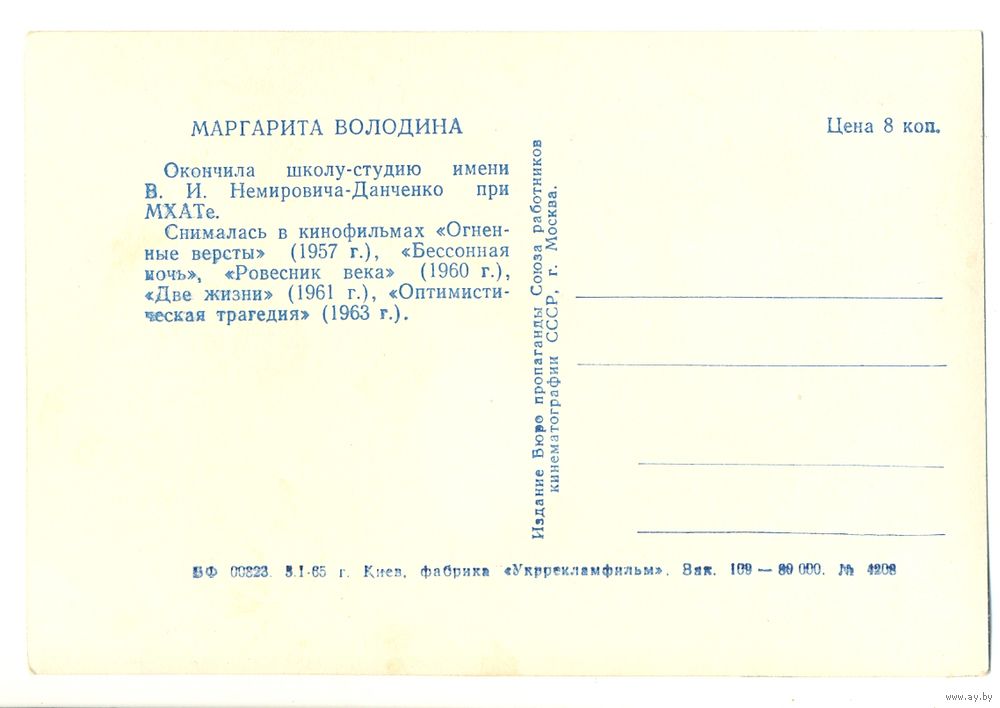 МАРГАРИТА ВОЛОДИНА
Окончила школу-студию имени
В. И. Немировича-Данченко при
МХАТе.
Снималась в кинофильмах «Огнен-
ные версты» (1957 г.), «Бессонная
ночь», «Ровесник века» (1960 г.),
«Две жизни» (1961 г.), «Оптимисти-
ческая трагедия» (1963 г.).
Издание Бюро пропаганды Союза работников
кинематографии СССР, г. Москва.
Цена 8 коп.
БФ 00823. 5.I-65 г. Киев, фабрика «Укррекламфильм». Зак. 109 — 80 000. № 4208
www.ay.by